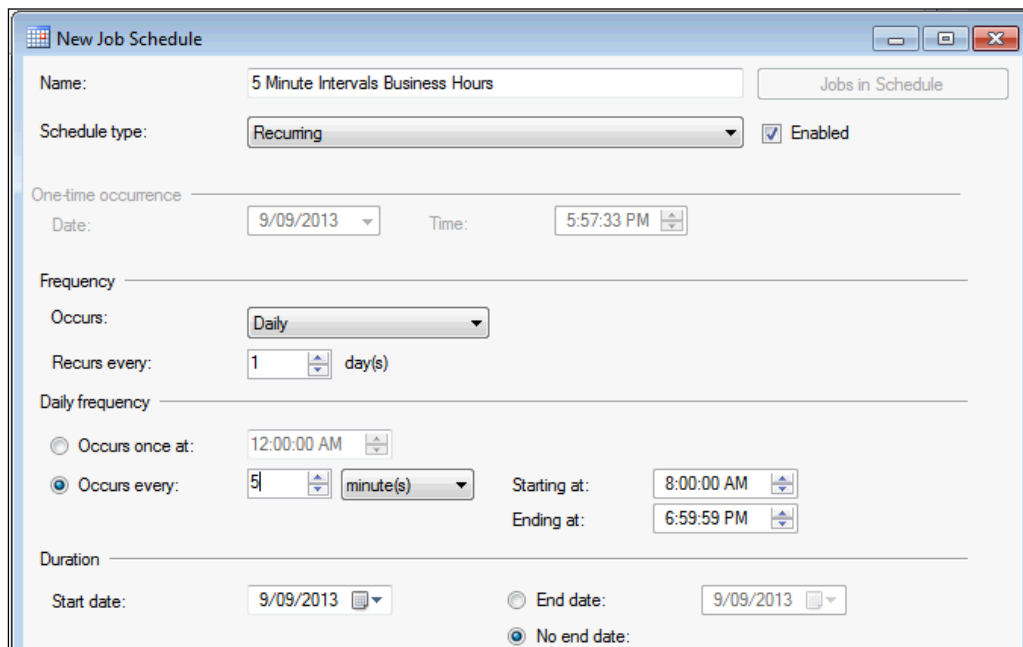 New Job Schedule
Name: 5 Minute Intervals Business Hours Jobs in Schedule
Schedule type: Recurring Enabled
One-time occurrence
Date: 9/09/2013 Time: 5:57:33 PM
Frequency
Occurs: Daily
Recurs every: 1 day(s)
Daily frequency
Occurs once at: 12:00:00 AM
Occurs every: 5 minute(s) Starting at: 8:00:00 AM
Ending at: 6:59:59 PM
Duration
Start date: 9/09/2013 End date: 9/09/2013
No end date: